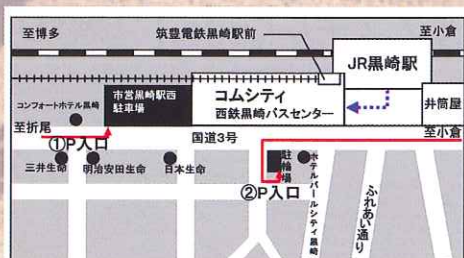 至博多
筑豊電鉄黒崎駅前
至小倉
JR黒崎駅
コンフォートホテル黒崎
市営黒崎駅西
駐車場
コムシティ
西鉄黒崎バスセンター
井筒屋
至折尾
①P入口
国道3号
至小倉
三井生命
明治安田生命
日本生命
駐輪場
②P入口
ホテルパールシティ黒崎
ふれあい通り